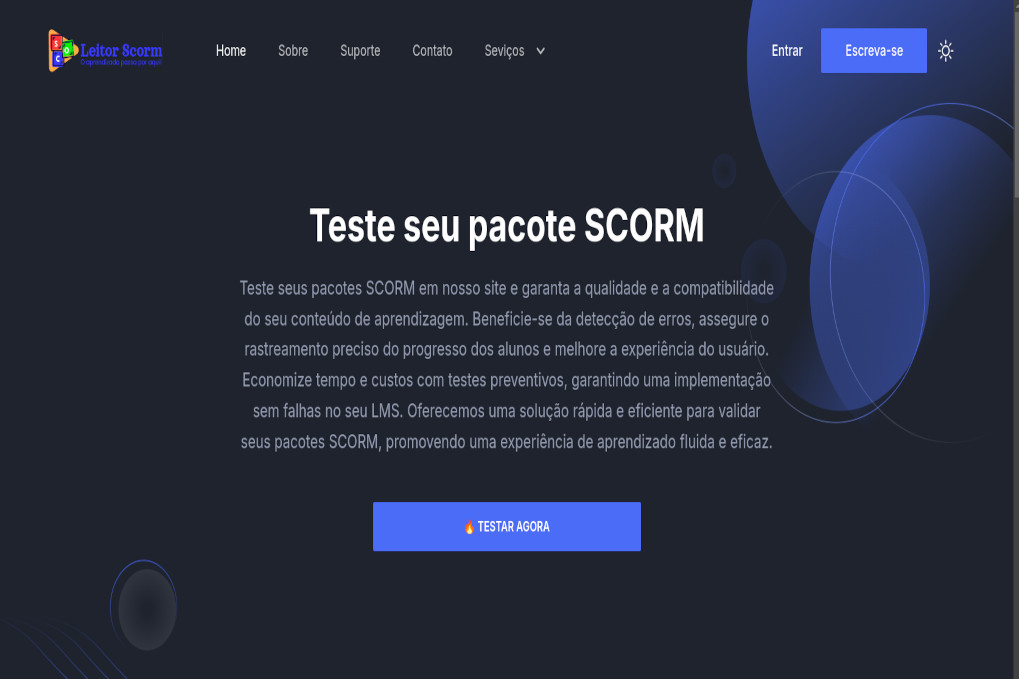 S
O
C
Leitor Scorm
O aprendizado passa por aqui!
Home
Sobre
Suporte
Contato
Seviços
Entrar
Escreva-se
Teste seu pacote SCORM
Teste seus pacotes SCORM em nosso site e garanta a qualidade e a compatibilidade
do seu conteúdo de aprendizagem. Beneficie-se da detecção de erros, assegure o
rastreamento preciso do progresso dos alunos e melhore a experiência do usuário.
Economize tempo e custos com testes preventivos, garantindo uma implementação
sem falhas no seu LMS. Oferecemos uma solução rápida e eficiente para validar
seus pacotes SCORM, promovendo uma experiência de aprendizado fluida e eficaz.
🔥 TESTAR AGORA